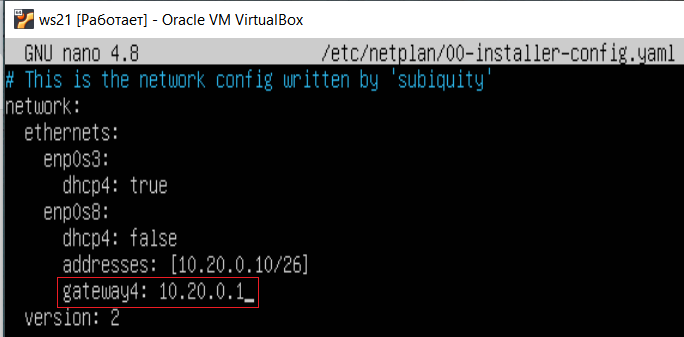 ws21 [Работает] - Oracle VM VirtualBox
GNU nano 4.8 /etc/netplan/00-installer-config.yaml
# This is the network config written by 'subiquity'
network:
  ethernets:
    enp0s3:
      dhcp4: true
    enp0s8:
      dhcp4: false
      addresses: [10.20.0.10/26]
      gateway4: 10.20.0.1_
  version: 2